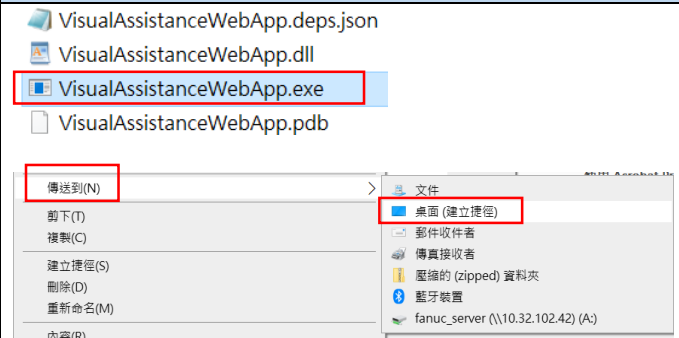 VisualAssistanceWebApp.deps.json
VisualAssistanceWebApp.dll
VisualAssistanceWebApp.exe
VisualAssistanceWebApp.pdb
傳送到(N)
剪下(T)
複製(C)
建立捷徑(S)
刪除(D)
重新命名(M)
內容(R)
文件
桌面 (建立捷徑)
郵件收件者
傳真接收者
壓縮的 (zipped) 資料夾
藍牙裝置
fanuc_server (\\10.32.102.42) (A:)